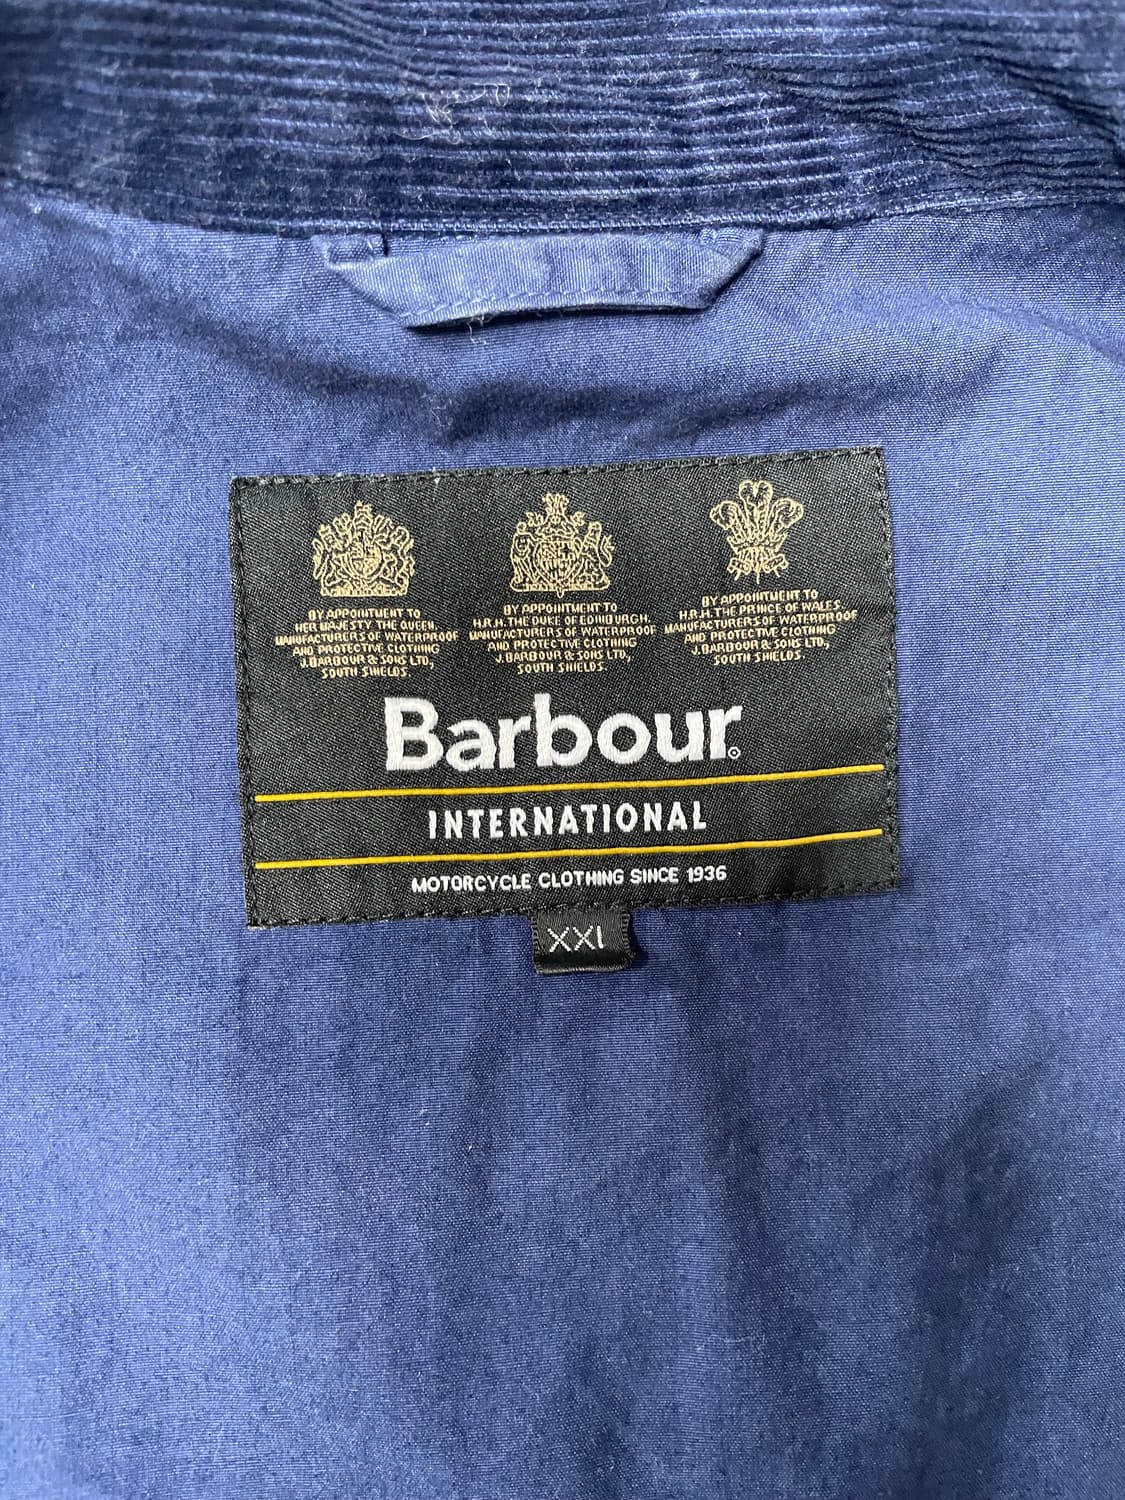 BY APPOINTMENT TO
HER MAJESTY THE QUEEN
MANUFACTURERS OF WATERPROOF
AND PROTECTIVE CLOTHING
J. BARBOUR & SONS LTD,
SOUTH SHIELDS.
BY APPOINTMENT TO
H.R.H. THE DUKE OF EDINBURGH.
MANUFACTURERS OF WATERPROOF
AND PROTECTIVE CLOTHING
J. BARBOUR & SONS LTD,
SOUTH SHIELDS.
BY APPOINTMENT TO
H.R.H. THE PRINCE OF WALES
MANUFACTURERS OF WATERPROOF
AND PROTECTIVE CLOTHING
J. BARBOUR & SONS LTD,
SOUTH SHIELDS.
Barbour®
INTERNATIONAL
MOTORCYCLE CLOTHING SINCE 1936
XXL